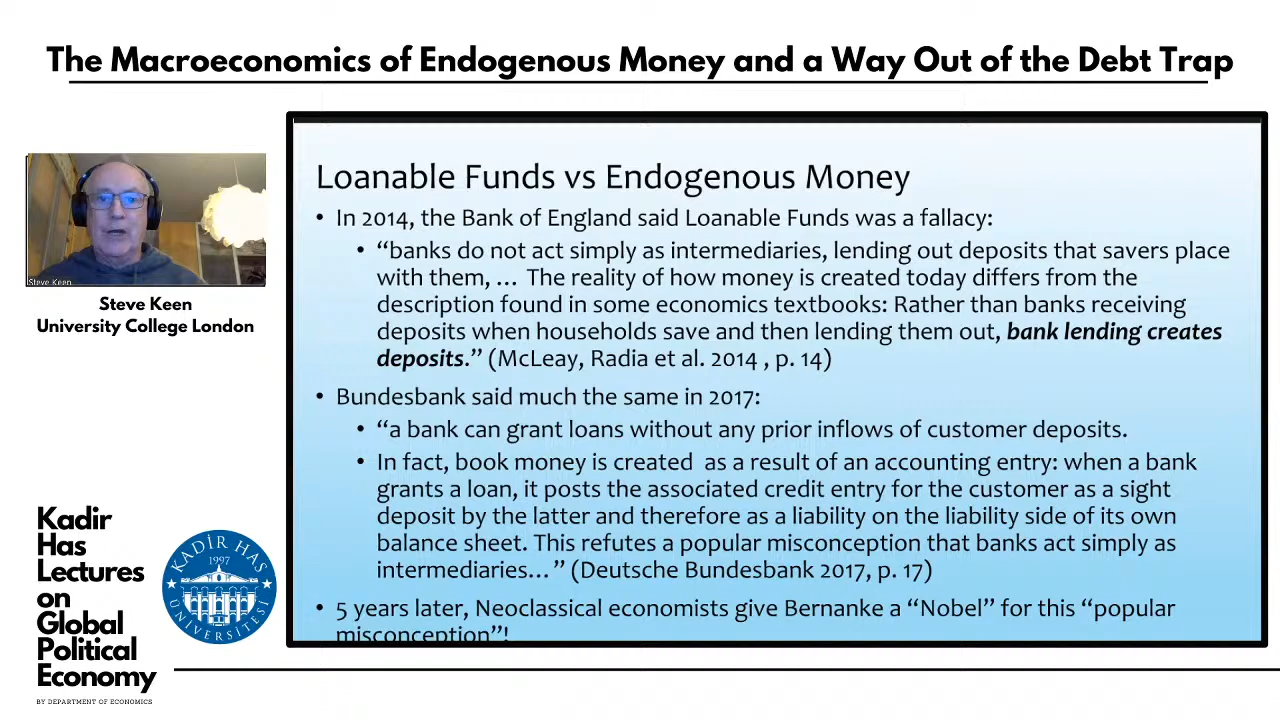 The Macroeconomics of Endogenous Money and a Way Out of the Debt Trap
Steve Keen
Steve Keen
University College London
Loanable Funds vs Endogenous Money
• In 2014, the Bank of England said Loanable Funds was a fallacy:
• “banks do not act simply as intermediaries, lending out deposits that savers place
with them, … The reality of how money is created today differs from the
description found in some economics textbooks: Rather than banks receiving
deposits when households save and then lending them out, bank lending creates
deposits.” (McLeay, Radia et al. 2014 , p. 14)
• Bundesbank said much the same in 2017:
• “a bank can grant loans without any prior inflows of customer deposits.
• In fact, book money is created  as a result of an accounting entry: when a bank
grants a loan, it posts the associated credit entry for the customer as a sight
deposit by the latter and therefore as a liability on the liability side of its own
balance sheet. This refutes a popular misconception that banks act simply as
intermediaries…” (Deutsche Bundesbank 2017, p. 17)
• 5 years later, Neoclassical economists give Bernanke a “Nobel” for this “popular
misconception”!
Kadir
Has
Lectures
on
Global
Political
Economy
BY DEPARTMENT OF ECONOMICS
KADİR HAS
1997
ÜNİVERSİTESİ